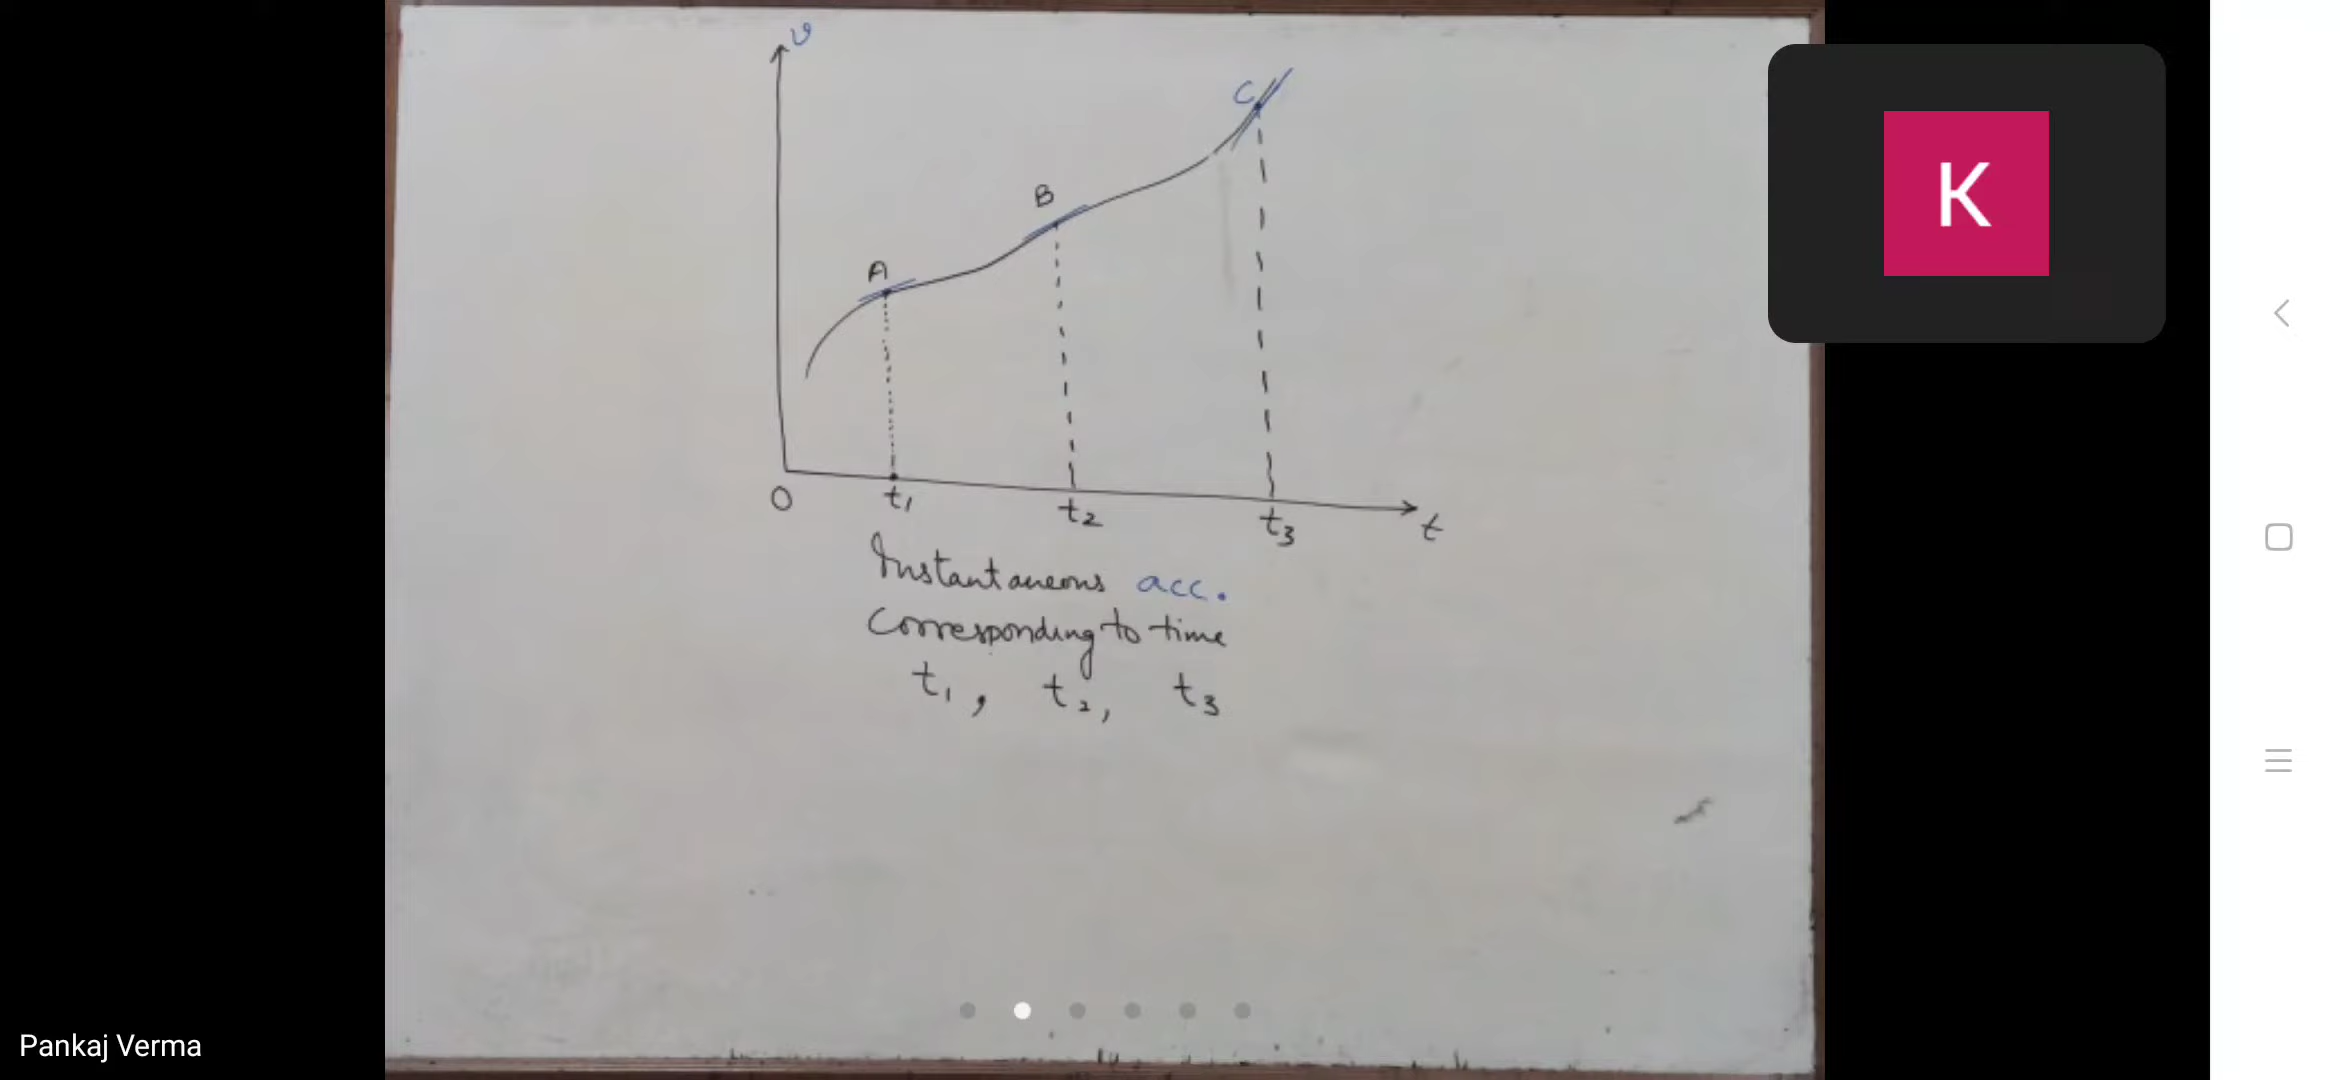 v
C
B
A
O
t₁
t₂
t₃
t
Instantaneous acc.
Corresponding to time
t₁, t₂, t₃
K
Pankaj Verma